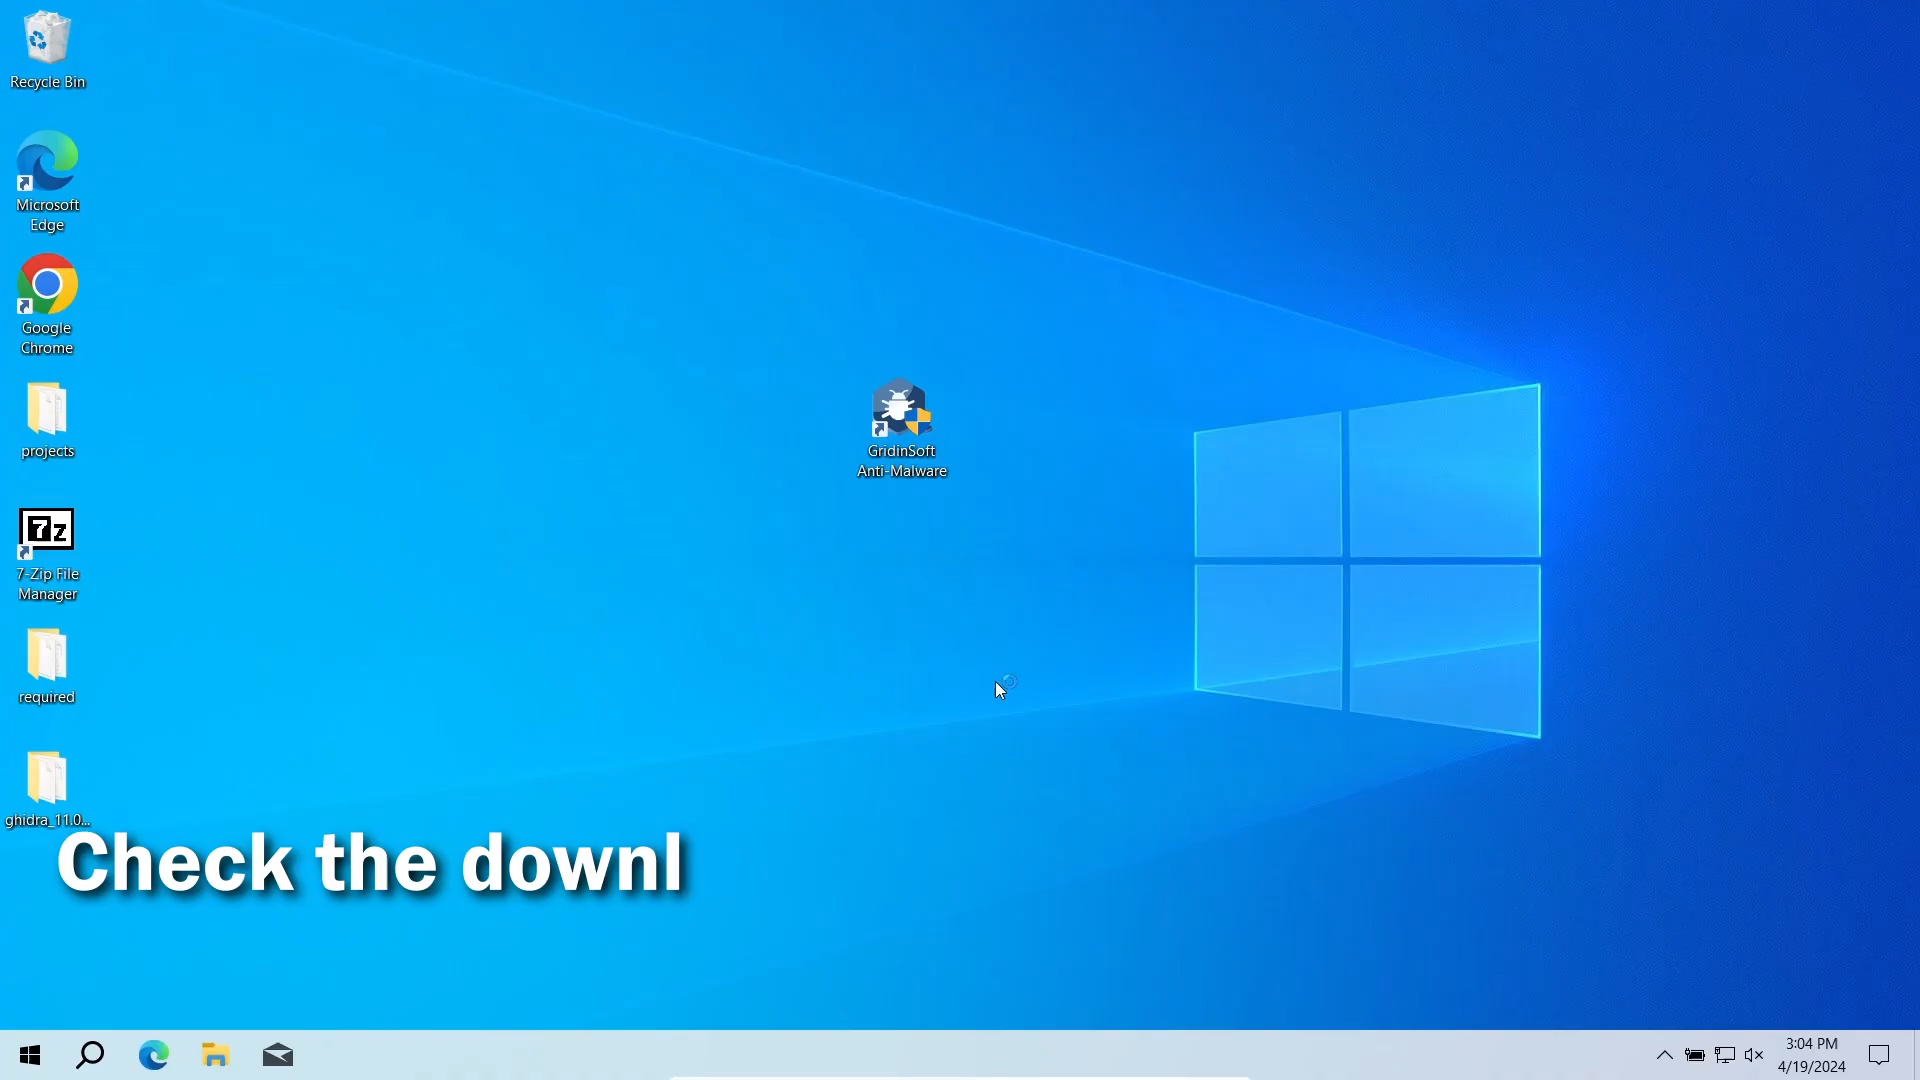 Recycle Bin
Microsoft
Edge
Google
Chrome
projects
7z
7-Zip File
Manager
required
ghidra_11.0...
GridinSoft
Anti-Malware
Check the downl
3:04 PM
4/19/2024